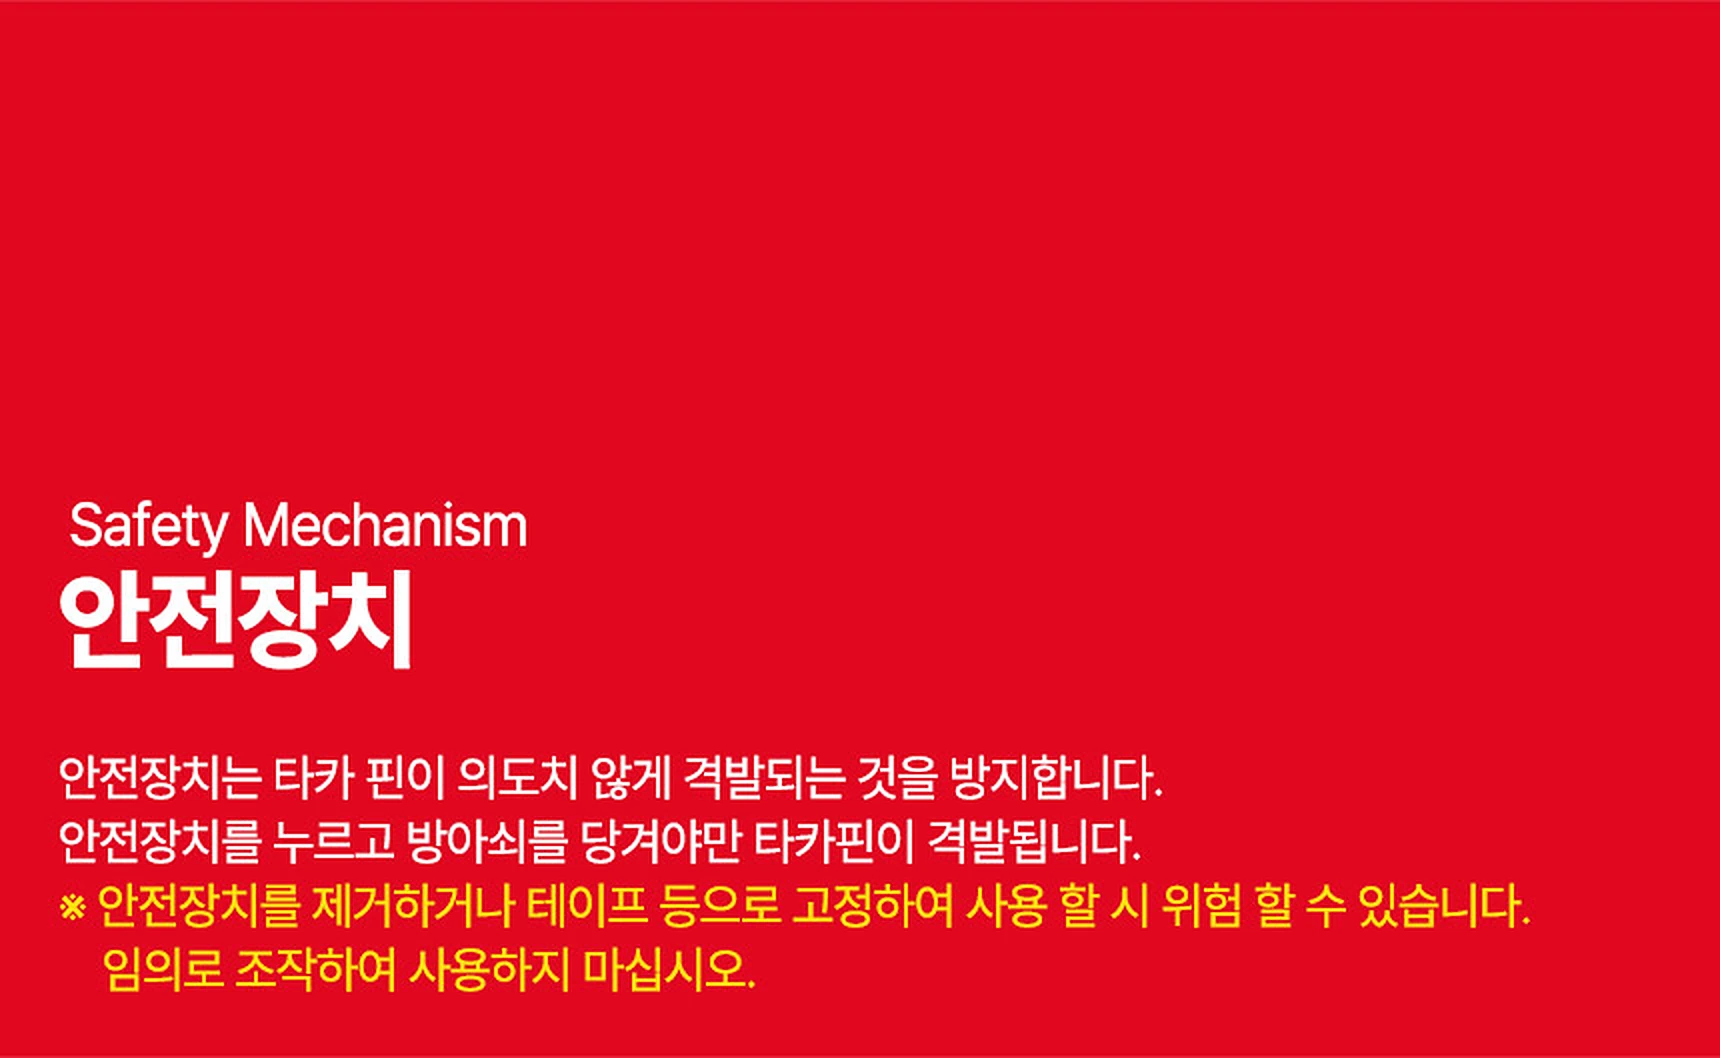 Safety Mechanism
안전장치
안전장치는 타카 핀이 의도치 않게 격발되는 것을 방지합니다.
안전장치를 누르고 방아쇠를 당겨야만 타카핀이 격발됩니다.
※ 안전장치를 제거하거나 테이프 등으로 고정하여 사용 할 시 위험 할 수 있습니다.
임의로 조작하여 사용하지 마십시오.